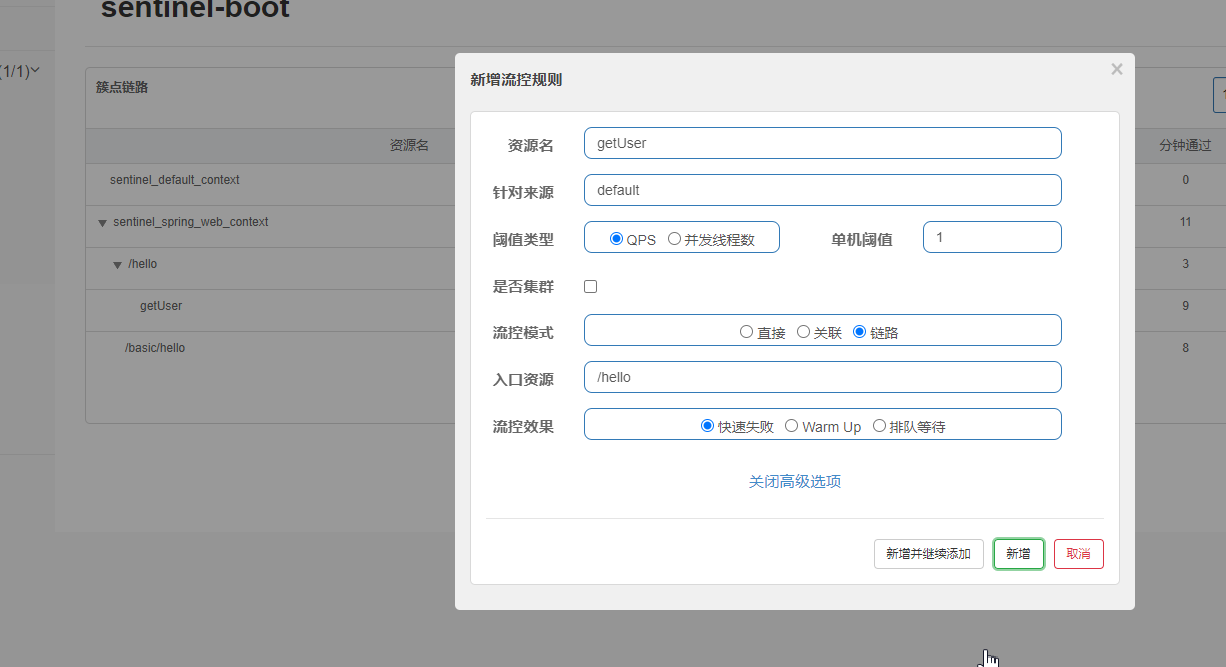 sentinel-boot
(1/1)
簇点链路
新增流控规则
×
资源名
分钟通过
sentinel_default_context
0
sentinel_spring_web_context
11
/hello
3
getUser
9
/basic/hello
8
资源名 getUser
针对来源 default
阈值类型 QPS 并发线程数 单机阈值 1
是否集群
流控模式 直接 关联 链路
入口资源 /hello
流控效果 快速失败 Warm Up 排队等待
关闭高级选项
新增并继续添加 新增 取消